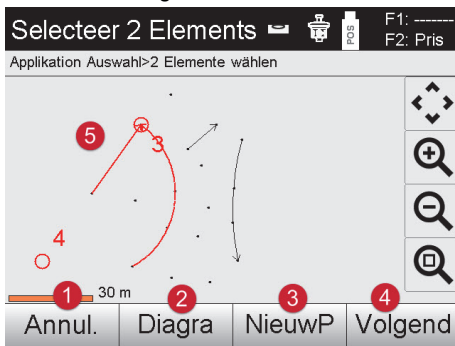 Selecteer 2 Elements
POS
F1: -------
F2: Pris
Applikation Auswahl>2 Elemente wählen
5
3
4
30 m
1
2
3
4
Annul.
Diagra
NieuwP
Volgend